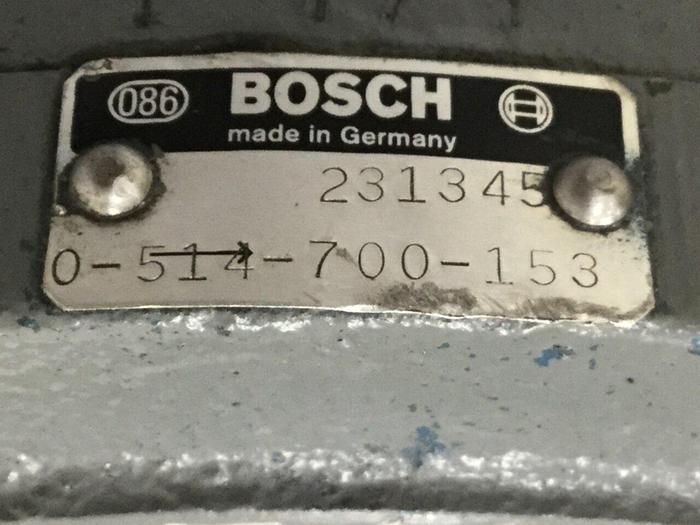 086 BOSCH
made in Germany
231345
0-514-700-153